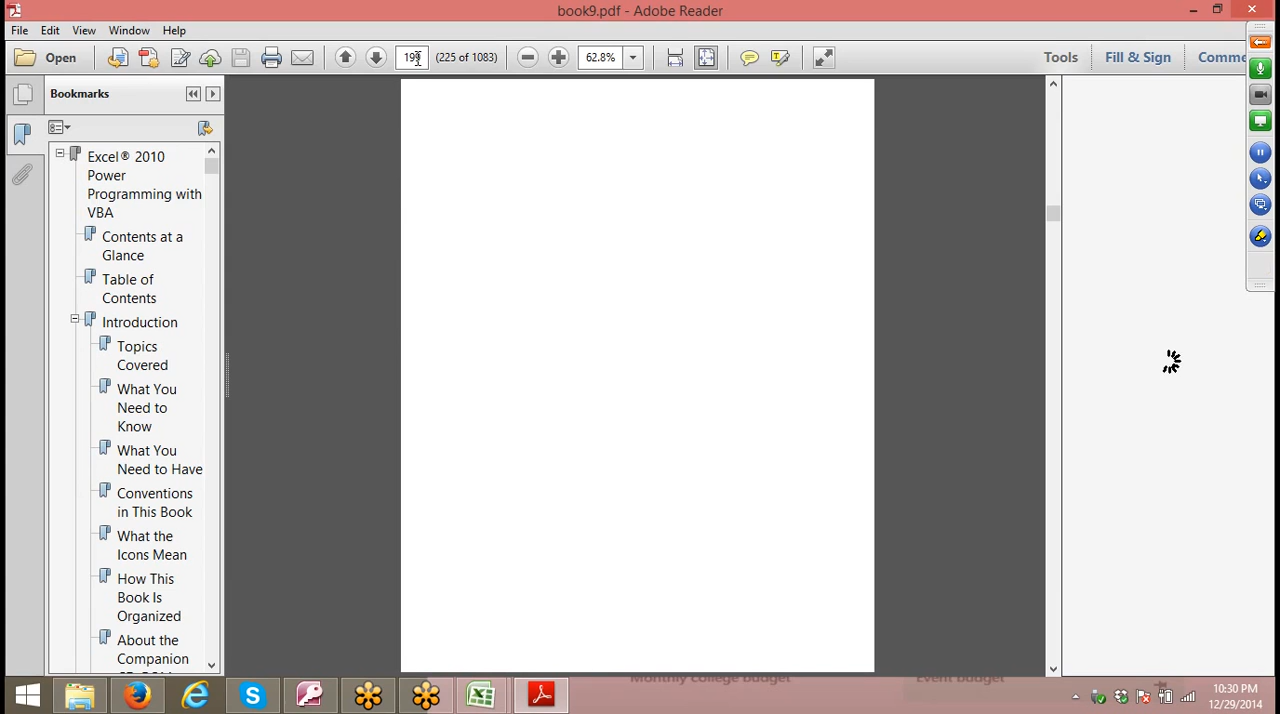 book9.pdf - Adobe Reader
File Edit View Window Help
Open
(225 of 1083)
62.8%
Tools
Fill & Sign
Comme
Bookmarks
Excel® 2010
Power
Programming with
VBA
Contents at a
Glance
Table of
Contents
Introduction
Topics
Covered
What You
Need to
Know
What You
Need to Have
Conventions
in This Book
What the
Icons Mean
How This
Book Is
Organized
About the
Companion
Monthly college budget
Event budget
10:30 PM
12/29/2014